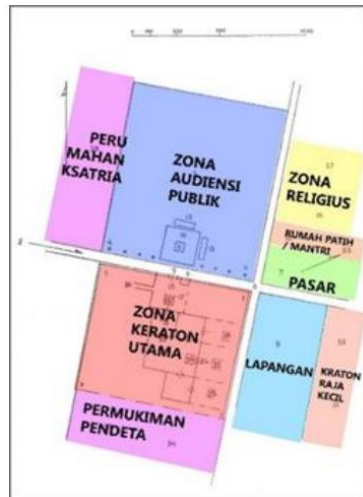 PERU
MAHAN
KSATRIA
ZONA
AUDIENSI
PUBLIK
ZONA
RELIGIUS
RUMAH PATIH
/ MANTRI
PASAR
ZONA
KERATON
UTAMA
LAPANGAN
KRATON
RAJA
KECIL
PERMUKIMAN
PENDETA